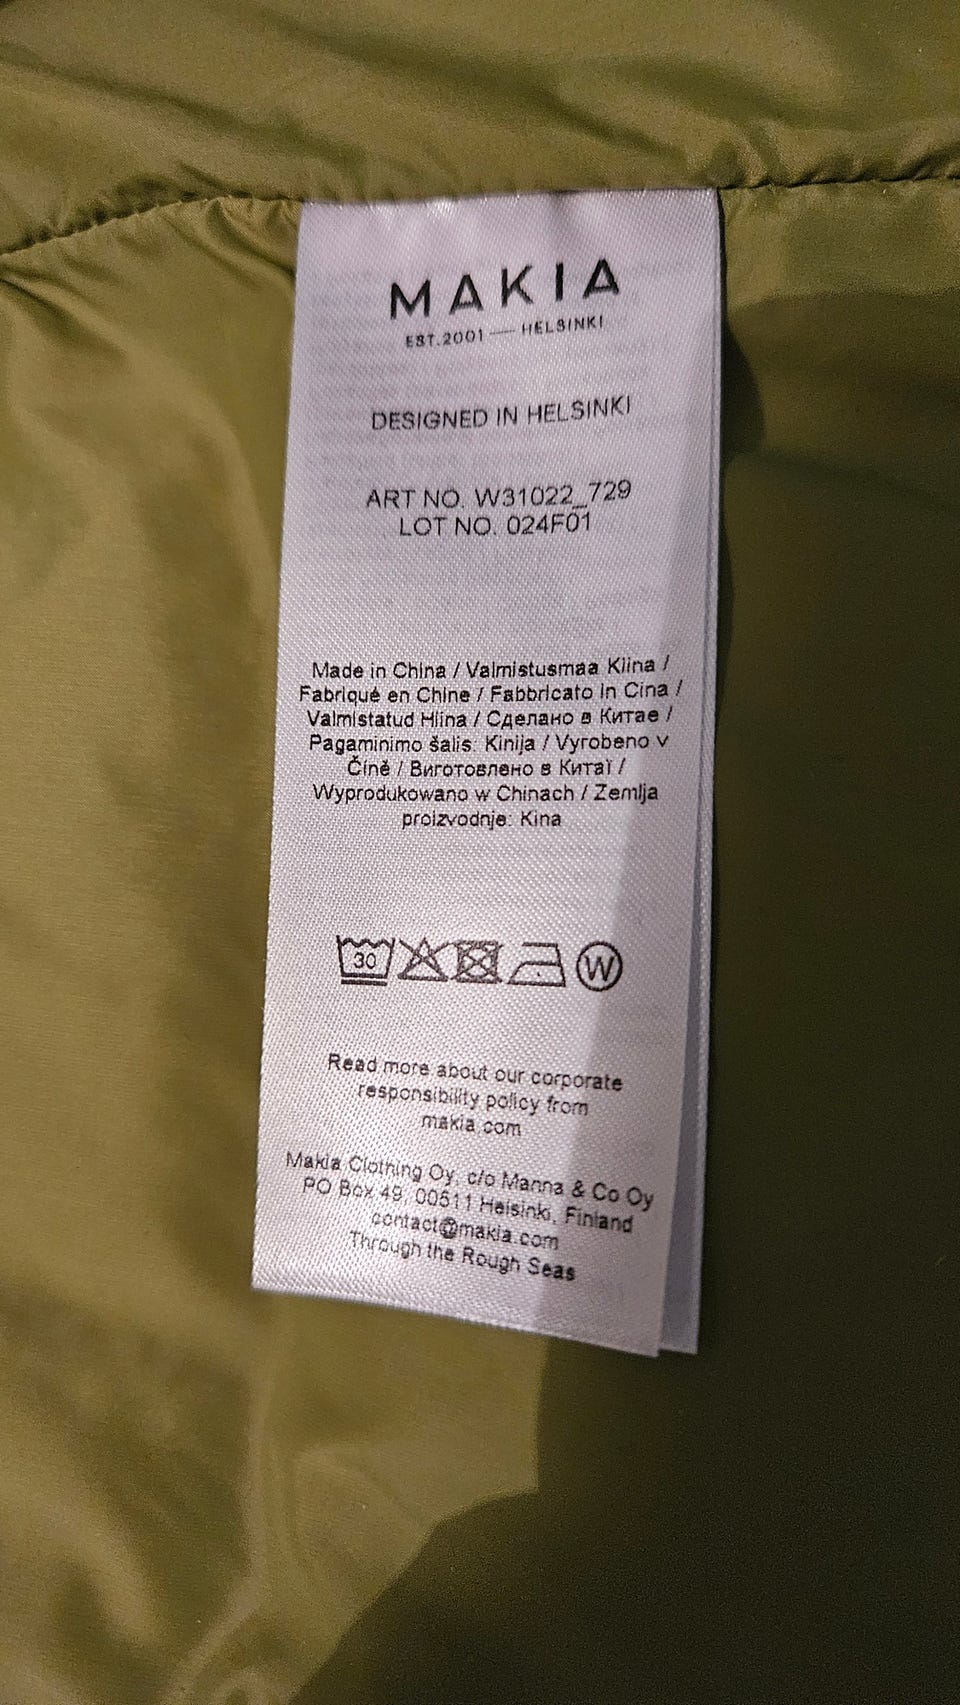 MAKIA
EST.2001 — HELSINKI
DESIGNED IN HELSINKI
ART NO. W31022_729
LOT NO. 024F01
Made in China / Valmistusmaa Kiina /
Fabriqué en Chine / Fabbricato in Cina /
Valmistatud Hiina / Сделано в Китае /
Pagaminimo šalis: Kinija / Vyrobeno v
Číně / Виготовлено в Китаї /
Wyprodukowano w Chinach / Zemlja
proizvodnje: Kina
30 W
Read more about our corporate
responsibility policy from
makia.com
Makia Clothing Oy, c/o Manna & Co Oy
PO Box 49, 00511 Helsinki, Finland
contact@makia.com
Through the Rough Seas